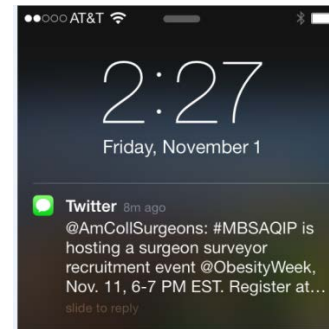 AT&T
2:27
Friday, November 1
Twitter 8m ago
@AmCollSurgeons: #MBSAQIP is
hosting a surgeon surveyor
recruitment event @ObesityWeek,
Nov. 11, 6-7 PM EST. Register at…
slide to reply